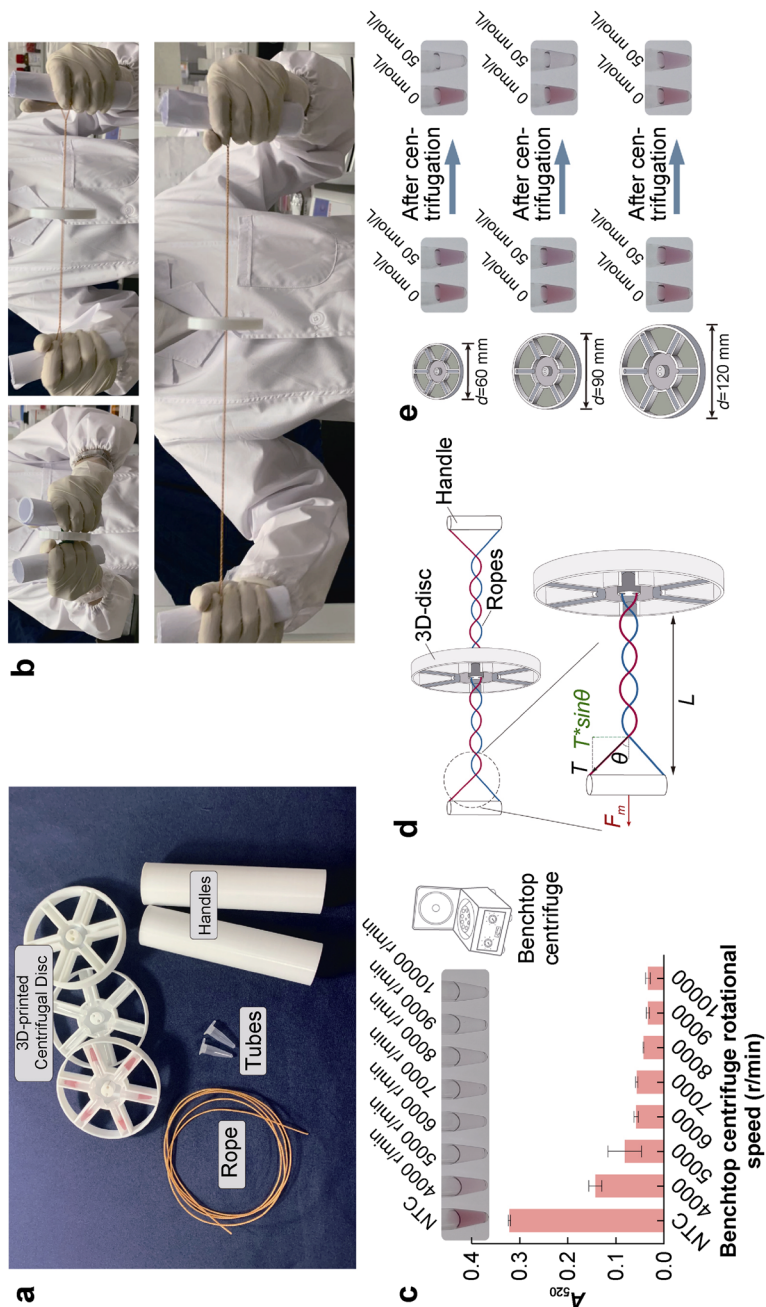 a
3D-printed
Centrifugal Disc
Rope
Tubes
Handles
b
c
NTC
4000 r/min
5000 r/min
6000 r/min
7000 r/min
8000 r/min
9000 r/min
10000 r/min
Benchtop
centrifuge
A520
0.4
0.3
0.2
0.1
0.0
NTC
4000
5000
6000
7000
8000
9000
10000
Benchtop centrifuge rotational
speed (r/min)
d
3D-disc
Handle
Ropes
T
T*sinθ
θ
Fm
L
e
d=60 mm
0 nmol/L
50 nmol/L
After cen-
trifugation
0 nmol/L
50 nmol/L
d=90 mm
0 nmol/L
50 nmol/L
After cen-
trifugation
0 nmol/L
50 nmol/L
d=120 mm
0 nmol/L
50 nmol/L
After cen-
trifugation
0 nmol/L
50 nmol/L